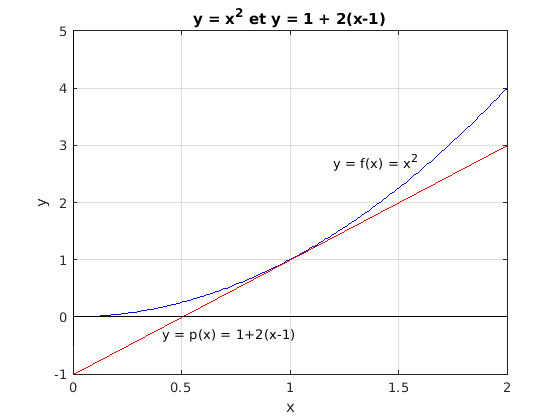 y = x² et y = 1 + 2(x-1)
5
4
3
2
1
0
-1
y
y = f(x) = x²
y = p(x) = 1+2(x-1)
0
0.5
1
1.5
2
x